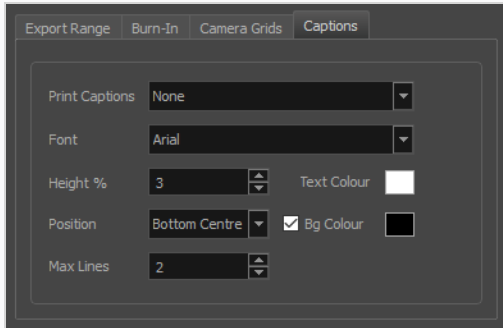 Export Range Burn-In Camera Grids Captions
Print Captions None
Font Arial
Height % 3 Text Colour
Position Bottom Centre Bg Colour
Max Lines 2